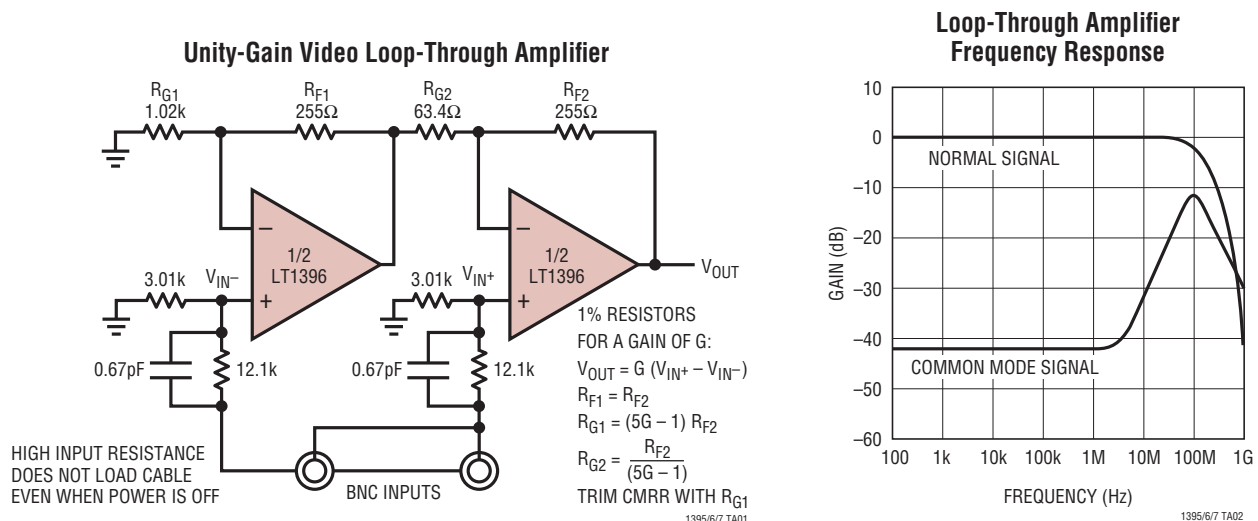 Unity-Gain Video Loop-Through Amplifier
RG1
1.02k
RF1
255Ω
RG2
63.4Ω
RF2
255Ω
–
+
1/2
LT1396
–
+
1/2
LT1396
3.01k
VIN–
3.01k
VIN+
VOUT
0.67pF
12.1k
0.67pF
12.1k
BNC INPUTS
HIGH INPUT RESISTANCE
DOES NOT LOAD CABLE
EVEN WHEN POWER IS OFF
1% RESISTORS
FOR A GAIN OF G:
VOUT = G (VIN+ – VIN–)
RF1 = RF2
RG1 = (5G – 1) RF2
RG2 = RF2
(5G – 1)
TRIM CMRR WITH RG1
1395/6/7 TA01
Loop-Through Amplifier
Frequency Response
GAIN (dB)
10
0
–10
–20
–30
–40
–50
–60
NORMAL SIGNAL
COMMON MODE SIGNAL
100 1k 10k 100k 1M 10M 100M 1G
FREQUENCY (Hz)
1395/6/7 TA02